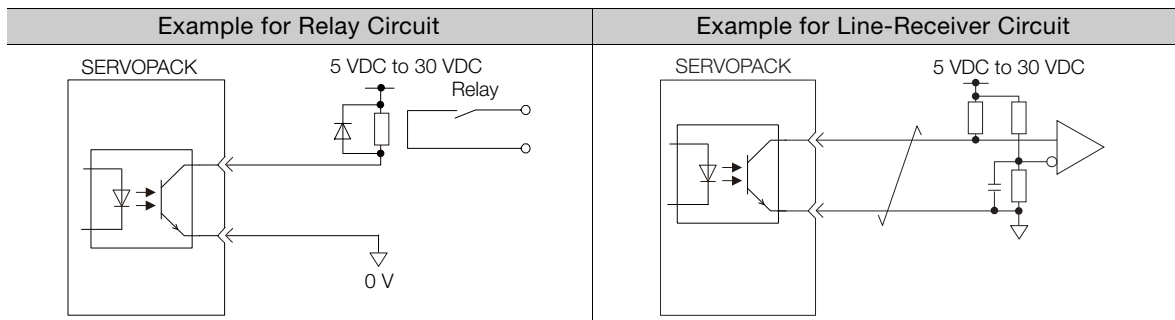 Example for Relay Circuit
Example for Line-Receiver Circuit
SERVOPACK
5 VDC to 30 VDC
Relay
0 V
SERVOPACK
5 VDC to 30 VDC